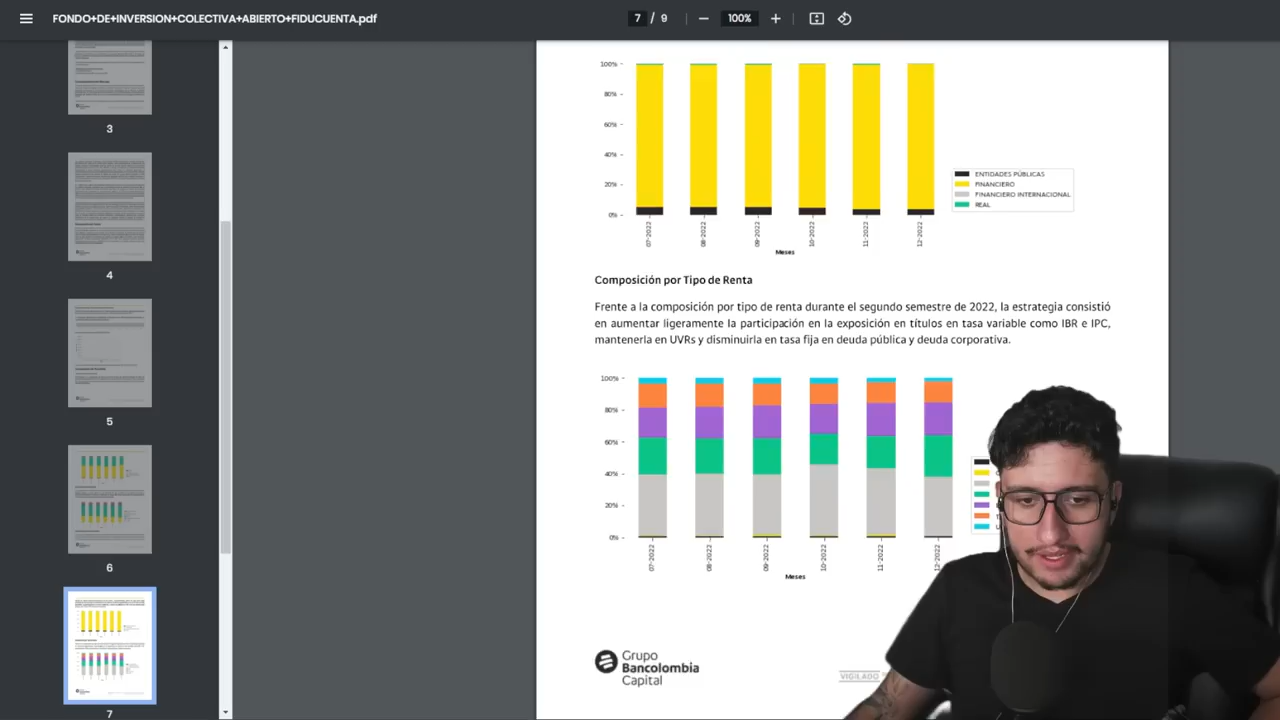 FONDO+DE+INVERSION+COLECTIVA+ABIERTO+FIDUCUENTA.pdf
7 / 9
100%
3
4
5
6
7
100%
80%
60%
40%
20%
0%
07-2022
08-2022
09-2022
10-2022
11-2022
12-2022
Meses
ENTIDADES PÚBLICAS
FINANCIERO
FINANCIERO INTERNACIONAL
REAL
Composición por Tipo de Renta
Frente a la composición por tipo de renta durante el segundo semestre de 2022, la estrategia consistió
en aumentar ligeramente la participación en la exposición en títulos en tasa variable como IBR e IPC,
mantenerla en UVRs y disminuirla en tasa fija en deuda pública y deuda corporativa.
100%
80%
60%
40%
20%
0%
07-2022
08-2022
09-2022
10-2022
11-2022
12-2022
Meses
Grupo
Bancolombia
Capital
VIGILADO